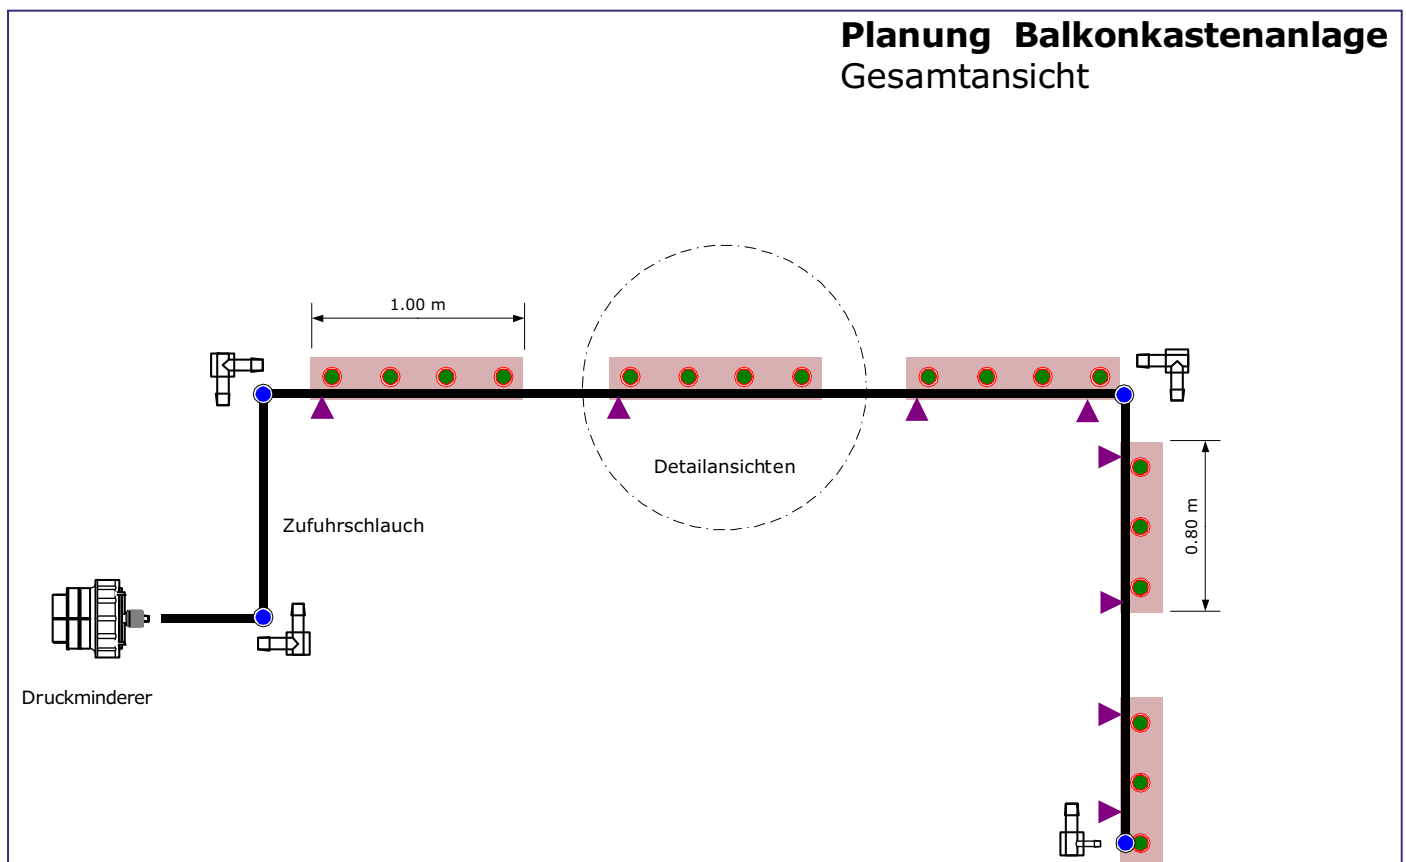 Planung Balkonkastenanlage
Gesamtansicht
1.00 m
Detailansichten
0.80 m
Zufuhrschlauch
Druckminderer